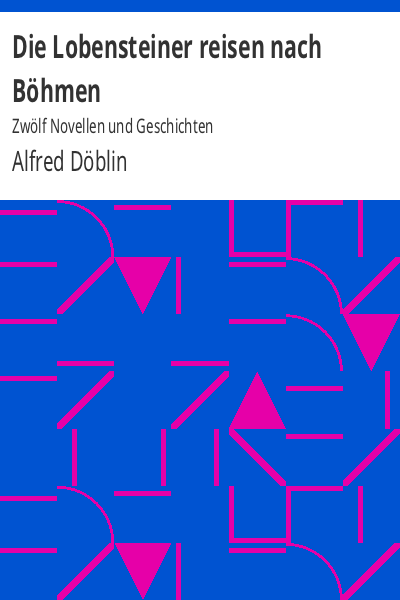 Die Lobensteiner reisen nach
Böhmen
Zwölf Novellen und Geschichten
Alfred Döblin